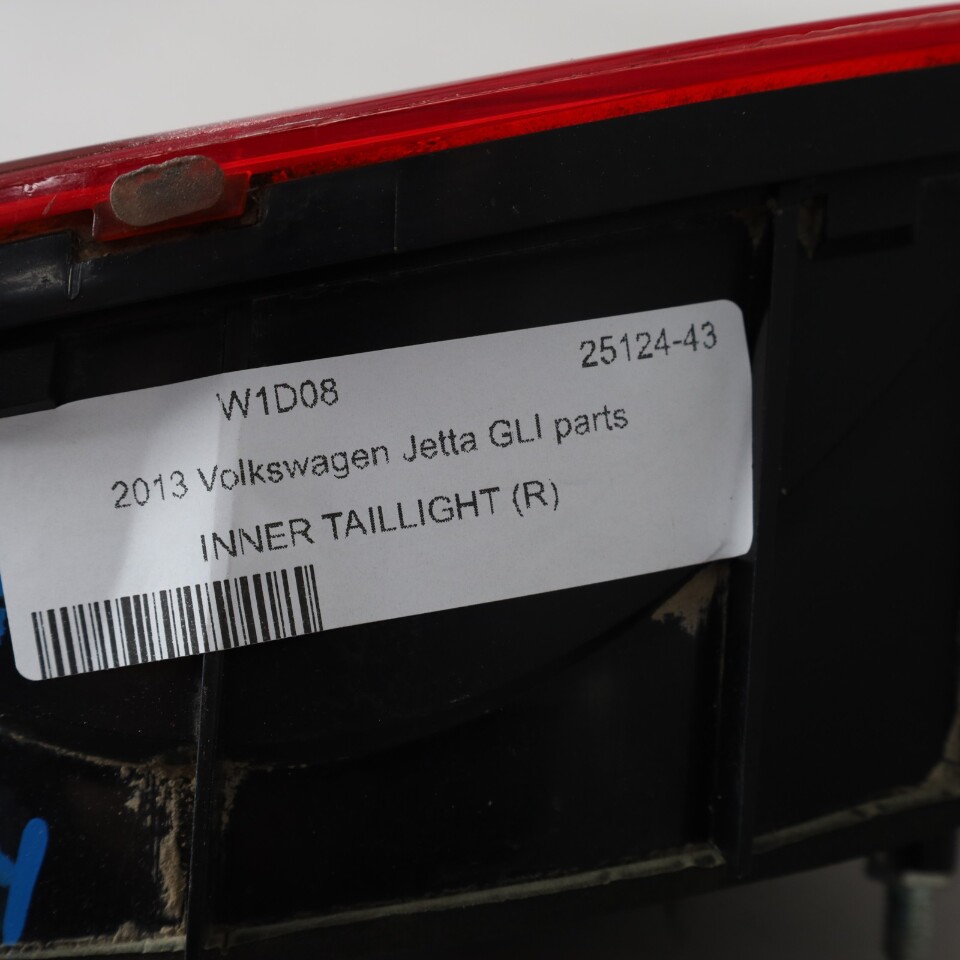 W1D08 25124-43
2013 Volkswagen Jetta GLI parts
INNER TAILLIGHT (R)